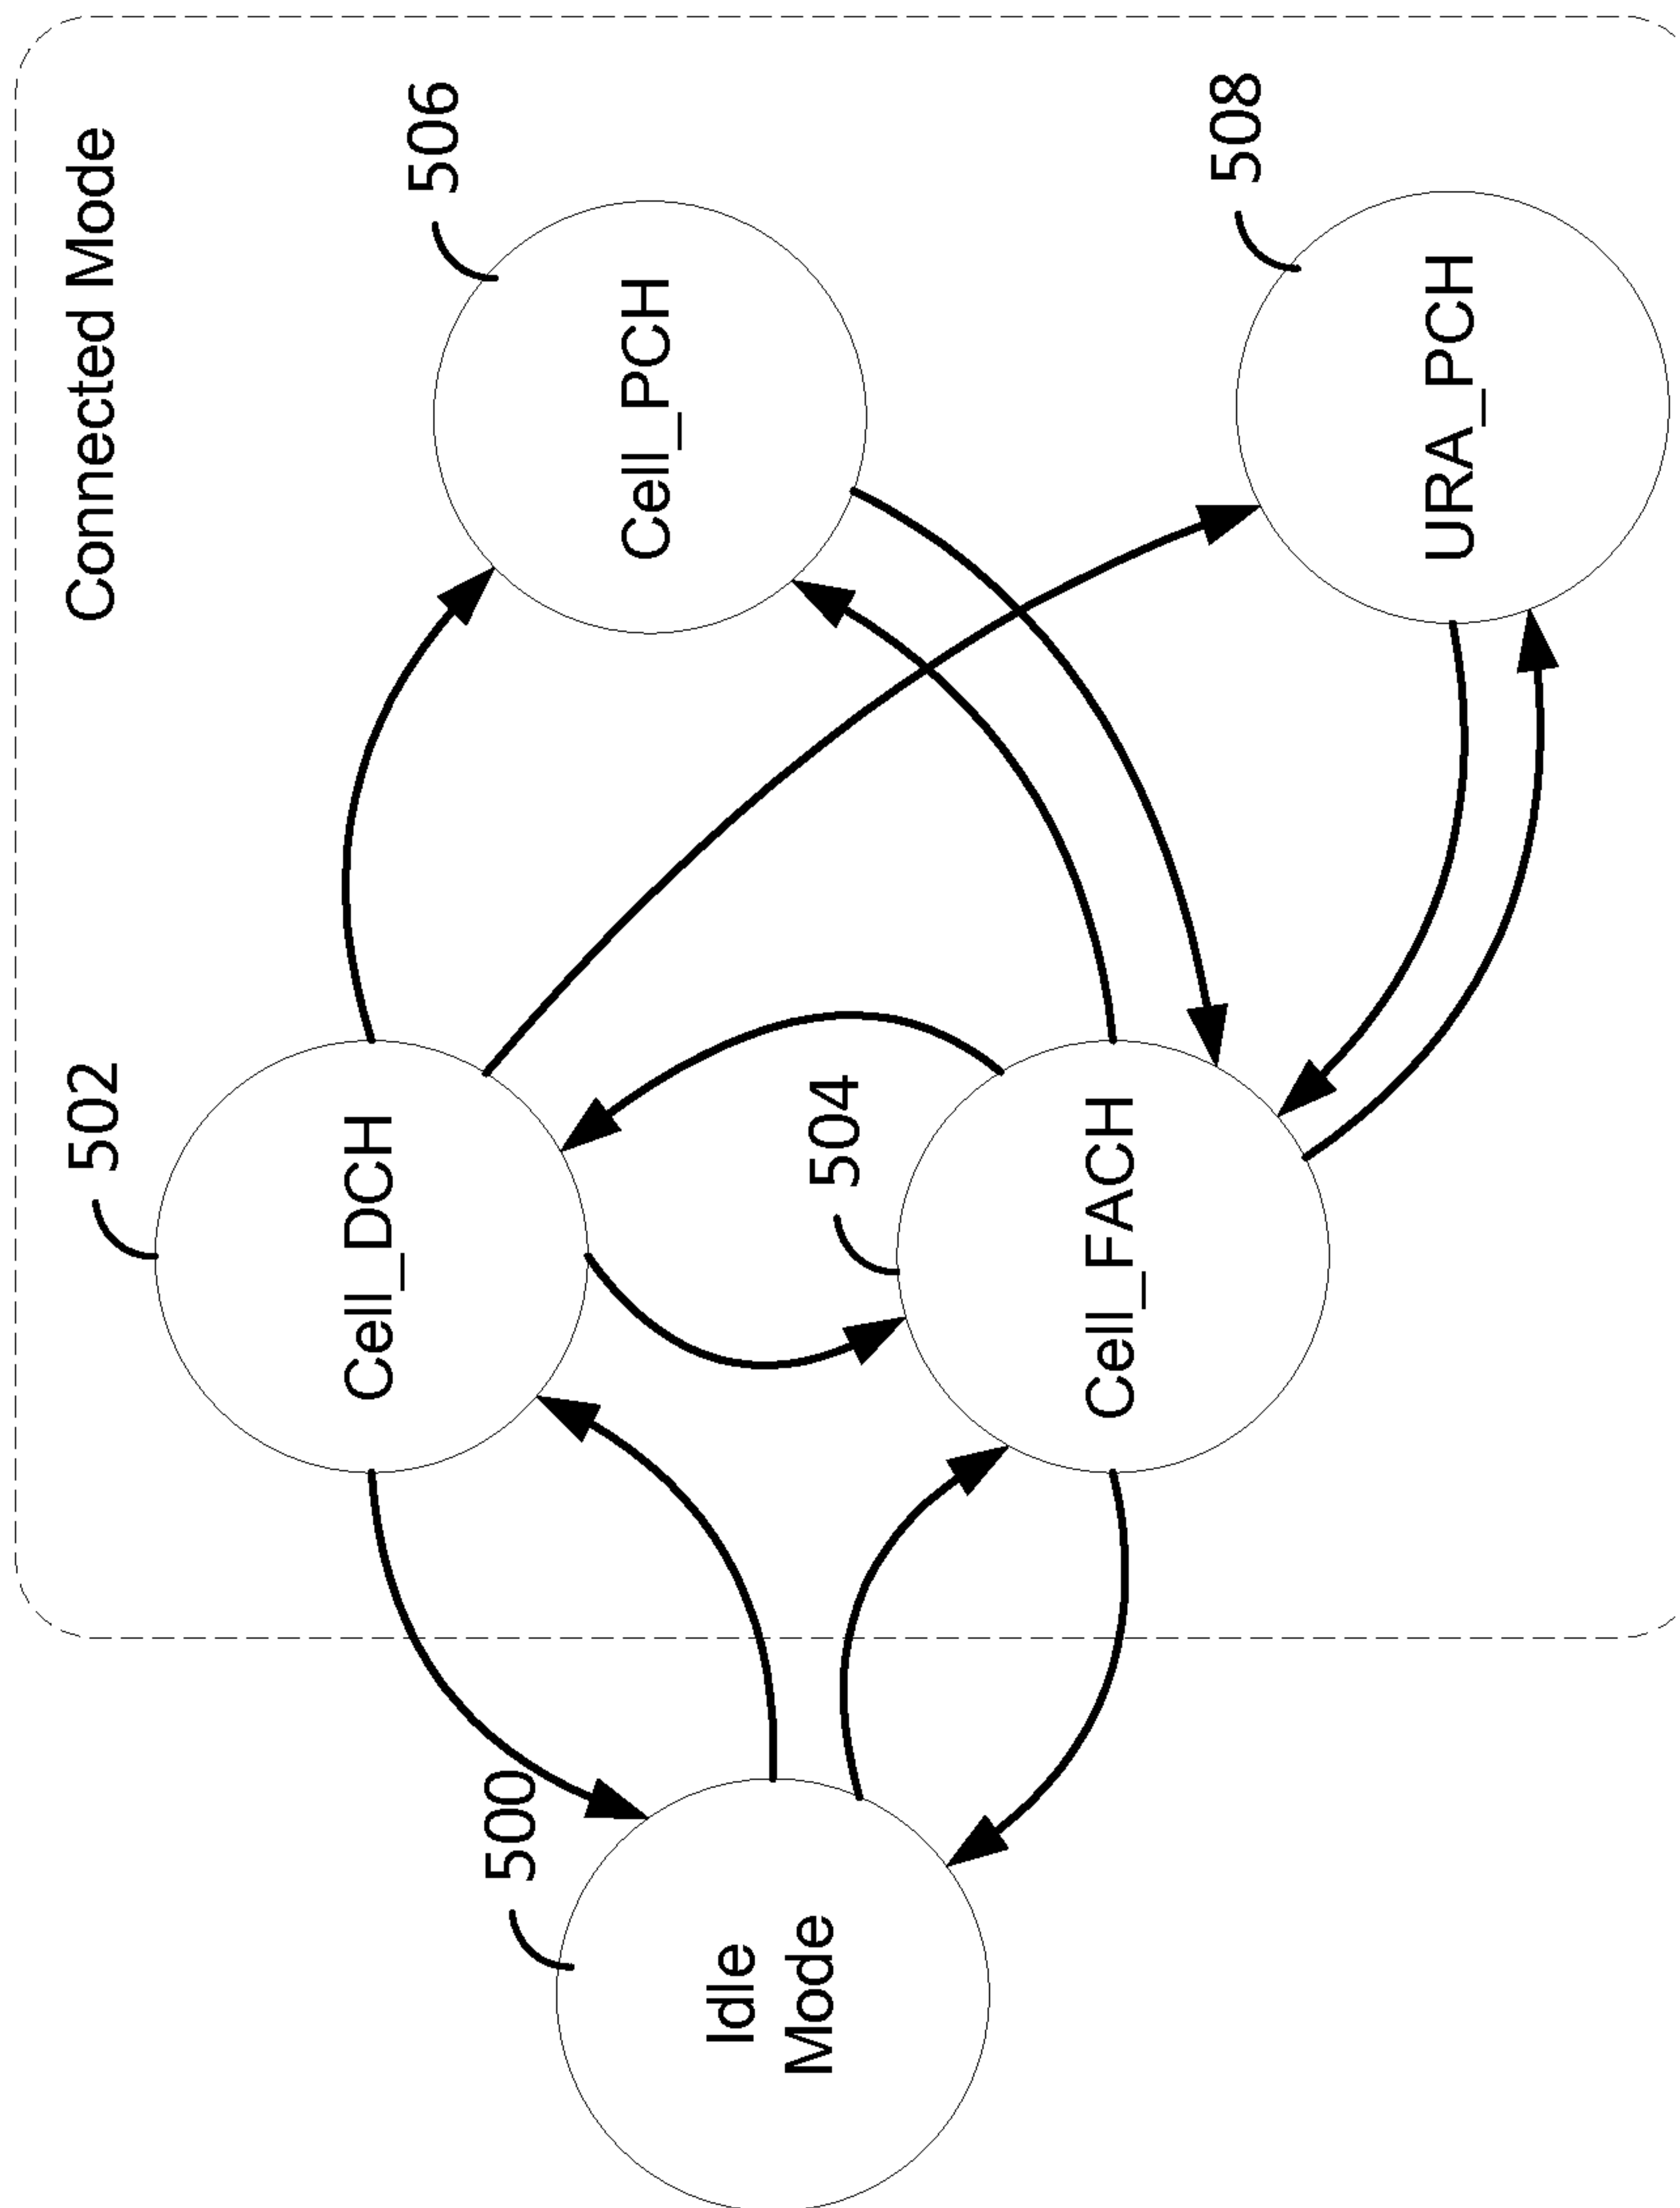 Connected Mode
502
Cell_DCH
506
Cell_PCH
500
Idle
Mode
504
Cell_FACH
508
URA_PCH